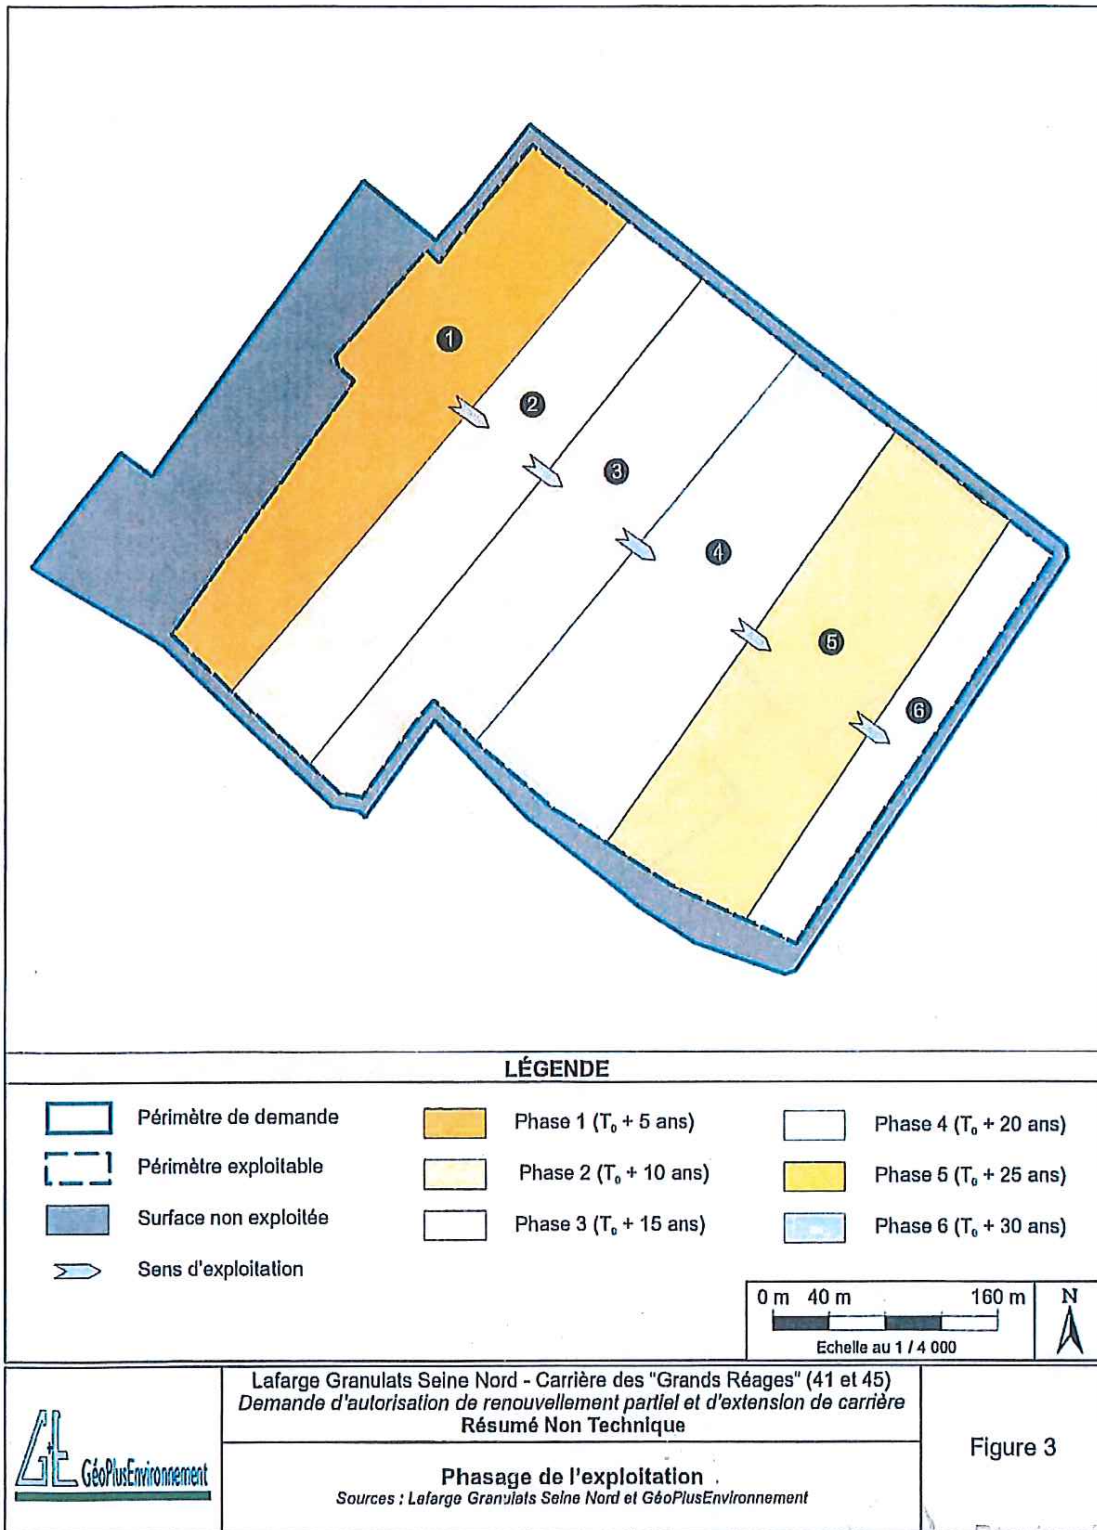 1
2
3
4
5
6
LÉGENDE
Périmètre de demande
Périmètre exploitable
Surface non exploitée
Sens d'exploitation
Phase 1 (T₀ + 5 ans)
Phase 2 (T₀ + 10 ans)
Phase 3 (T₀ + 15 ans)
Phase 4 (T₀ + 20 ans)
Phase 5 (T₀ + 25 ans)
Phase 6 (T₀ + 30 ans)
0 m 40 m 160 m
Echelle au 1 / 4 000
N
GéoPlusEnvironnement
Lafarge Granulats Seine Nord - Carrière des "Grands Réages" (41 et 45)
Demande d'autorisation de renouvellement partiel et d'extension de carrière
Résumé Non Technique
Phasage de l'exploitation
Sources : Lafarge Granulats Seine Nord et GéoPlusEnvironnement
Figure 3